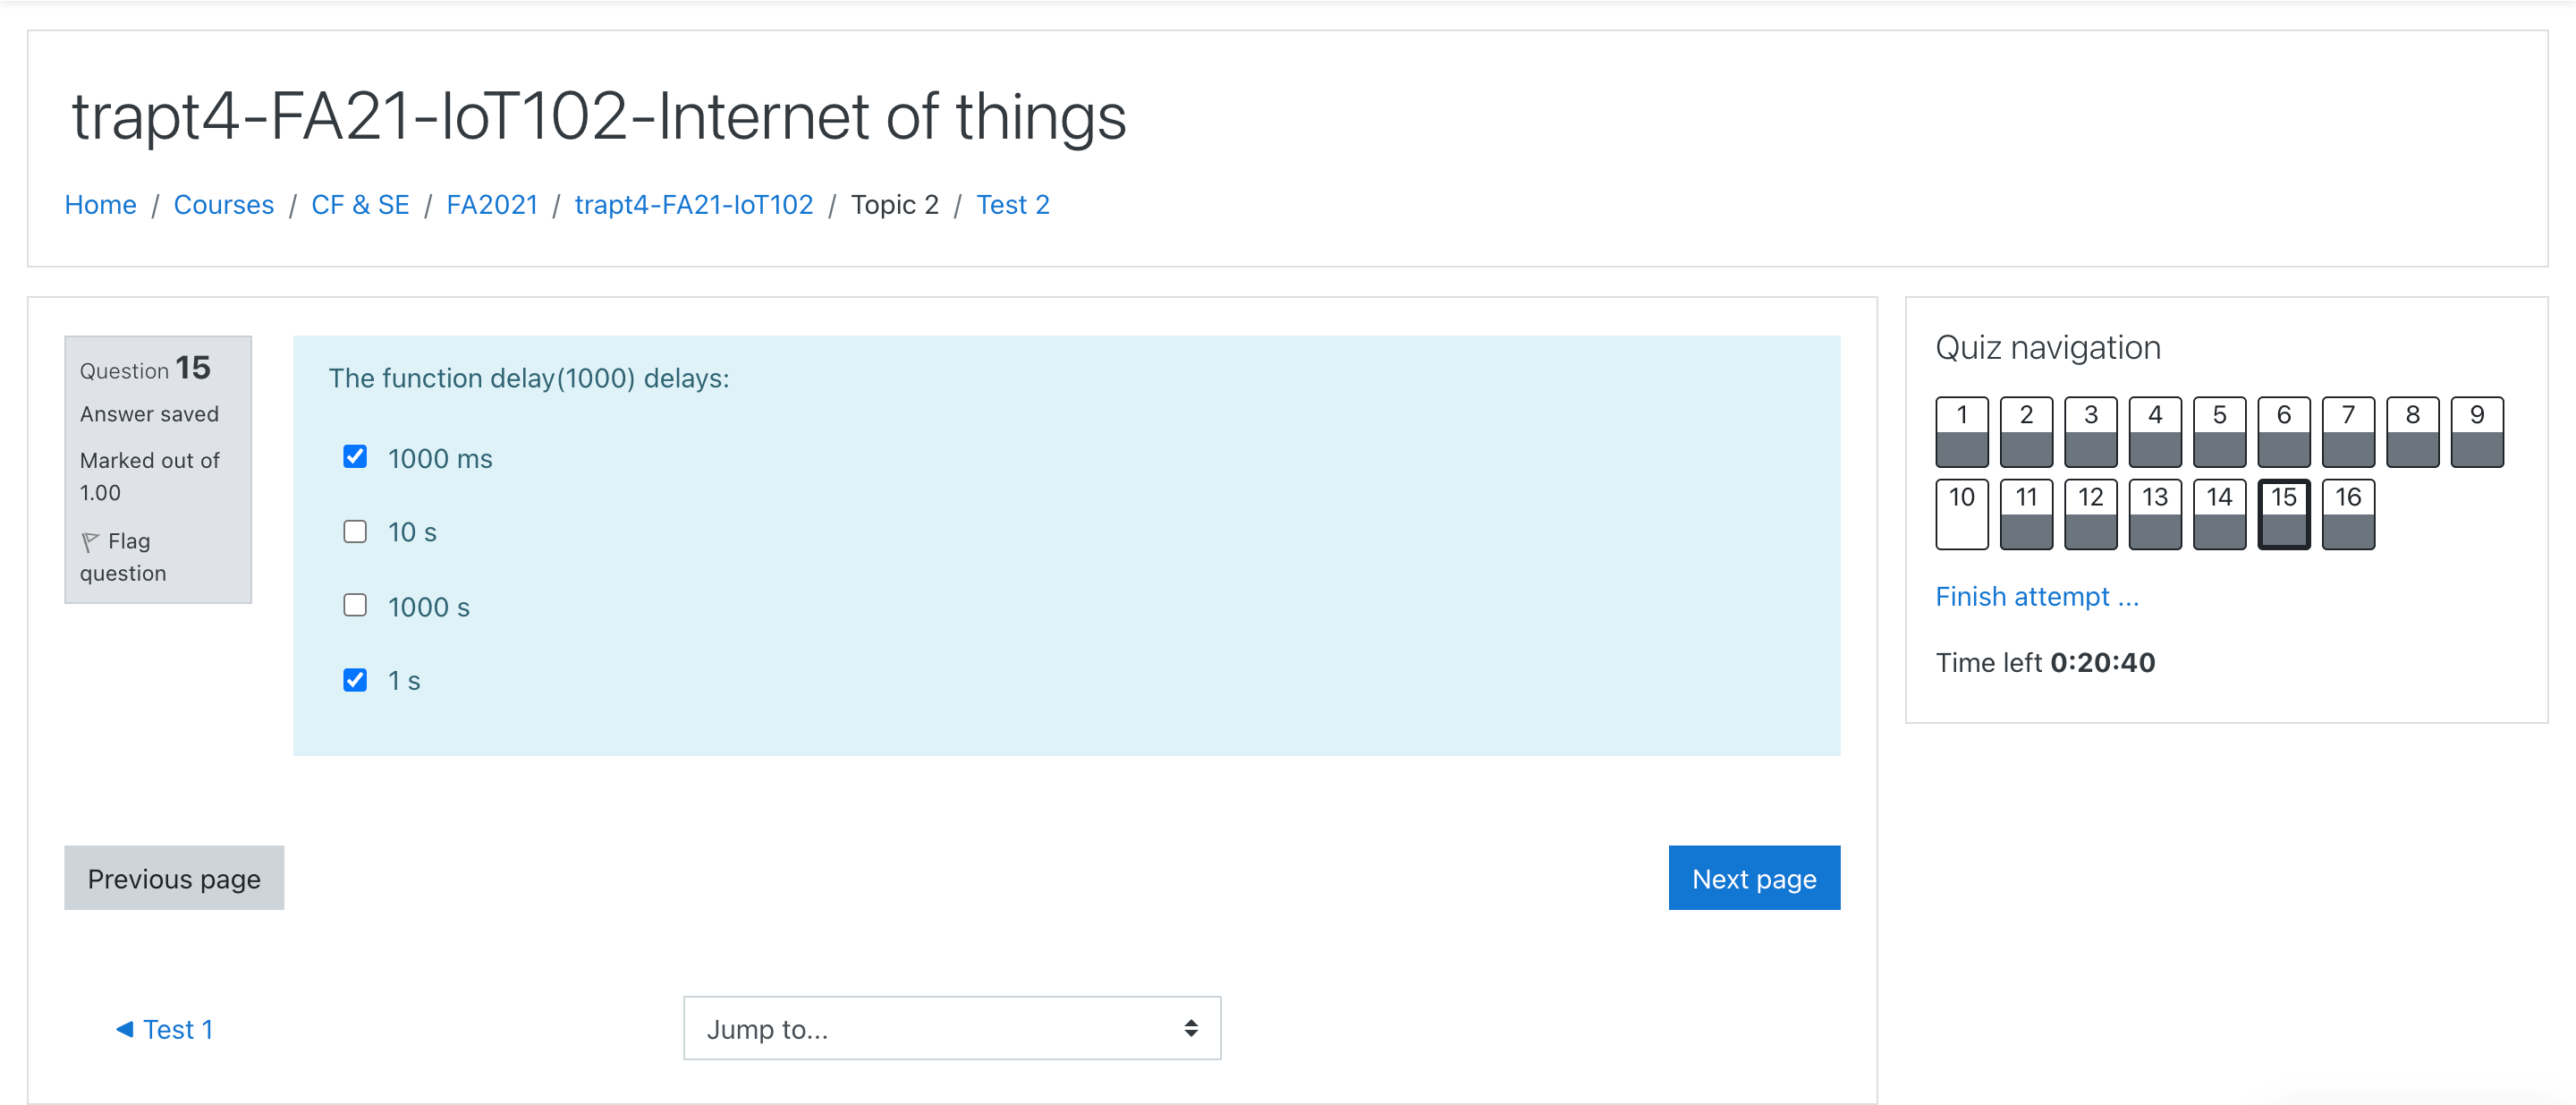 trapt4-FA21-IoT102-Internet of things
Home / Courses / CF & SE / FA2021 / trapt4-FA21-IoT102 / Topic 2 / Test 2
Question 15
Answer saved
Marked out of
1.00
Flag
question
The function delay(1000) delays:
1000 ms
10 s
1000 s
1 s
Previous page
Next page
◄ Test 1
Jump to...
Quiz navigation
1 2 3 4 5 6 7 8 9
10 11 12 13 14 15 16
Finish attempt ...
Time left 0:20:40